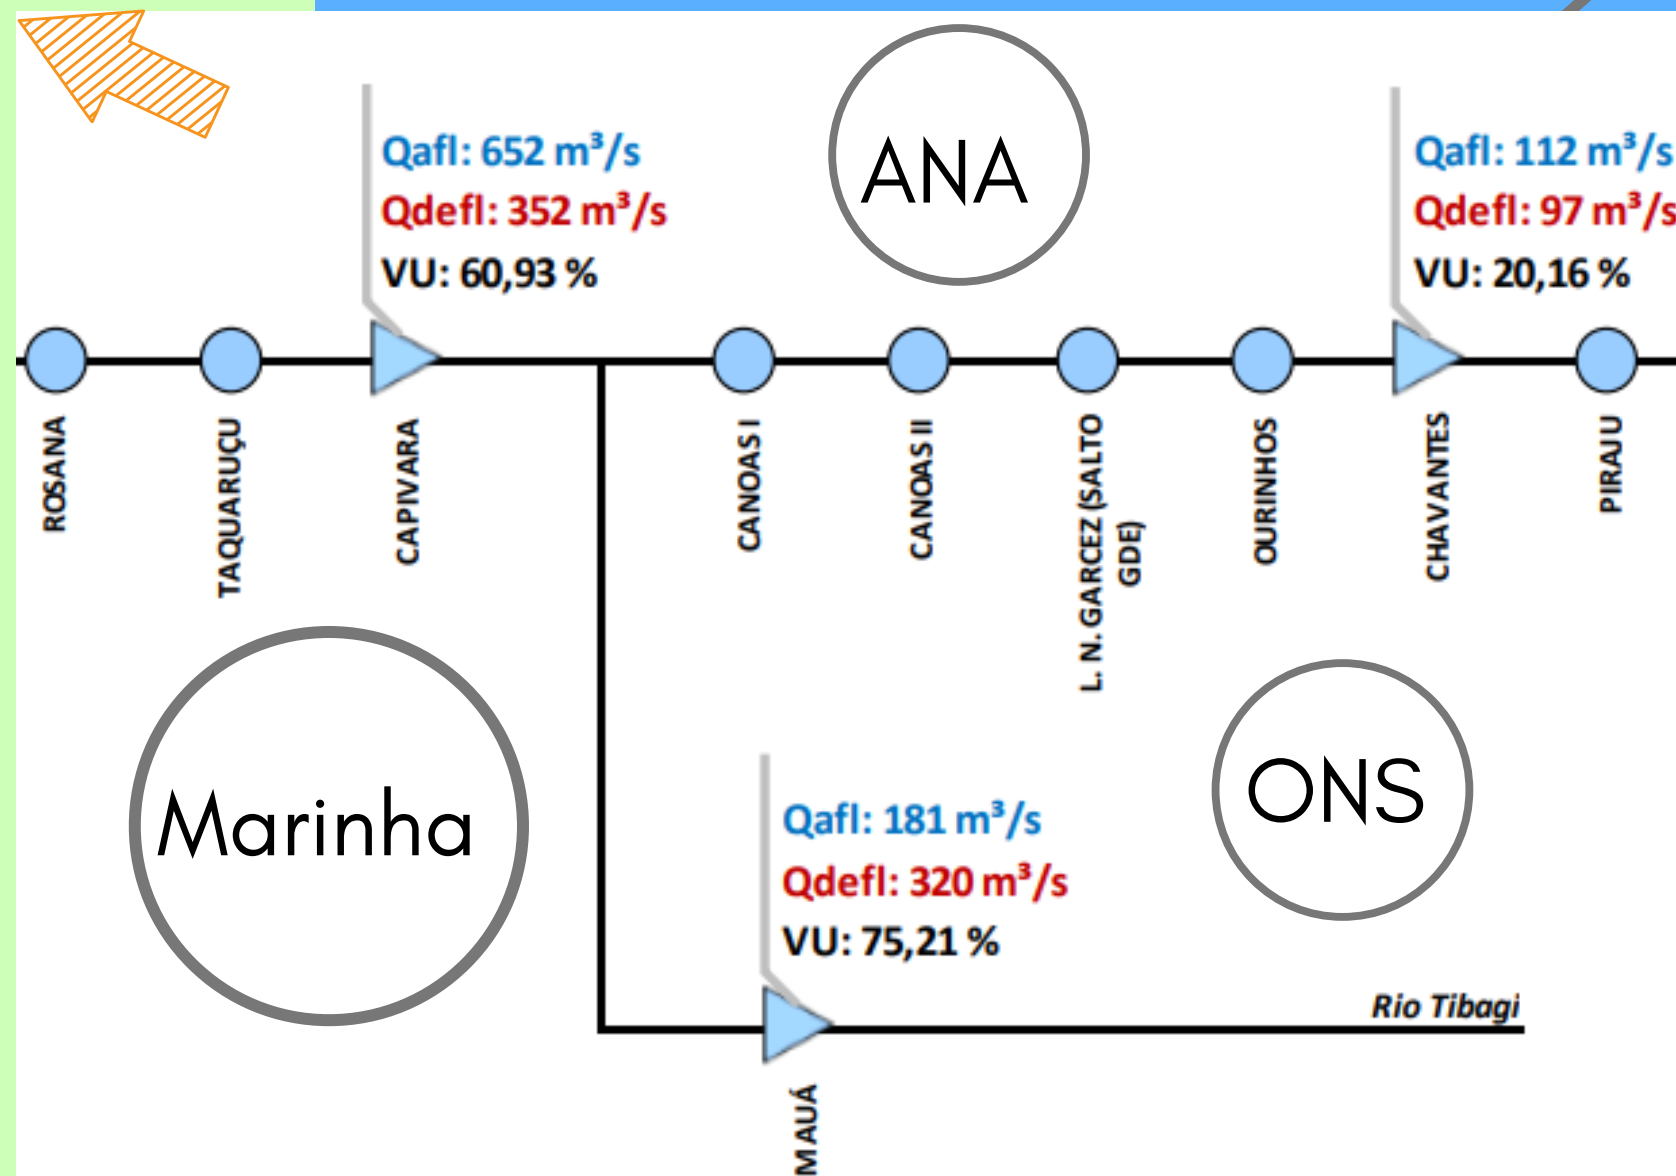 ANA
Qafl: 652 m³/s
Qdefl: 352 m³/s
VU: 60,93 %
Qafl: 112 m³/s
Qdefl: 97 m³/s
VU: 20,16 %
ROSANA
TAQUARUÇU
CAPIVARA
CANOAS I
CANOAS II
L. N. GARCEZ (SALTO
GDE)
OURINHOS
CHAVANTES
PIRAJU
Marinha
ONS
Qafl: 181 m³/s
Qdefl: 320 m³/s
VU: 75,21 %
Rio Tibagi
MAUÁ